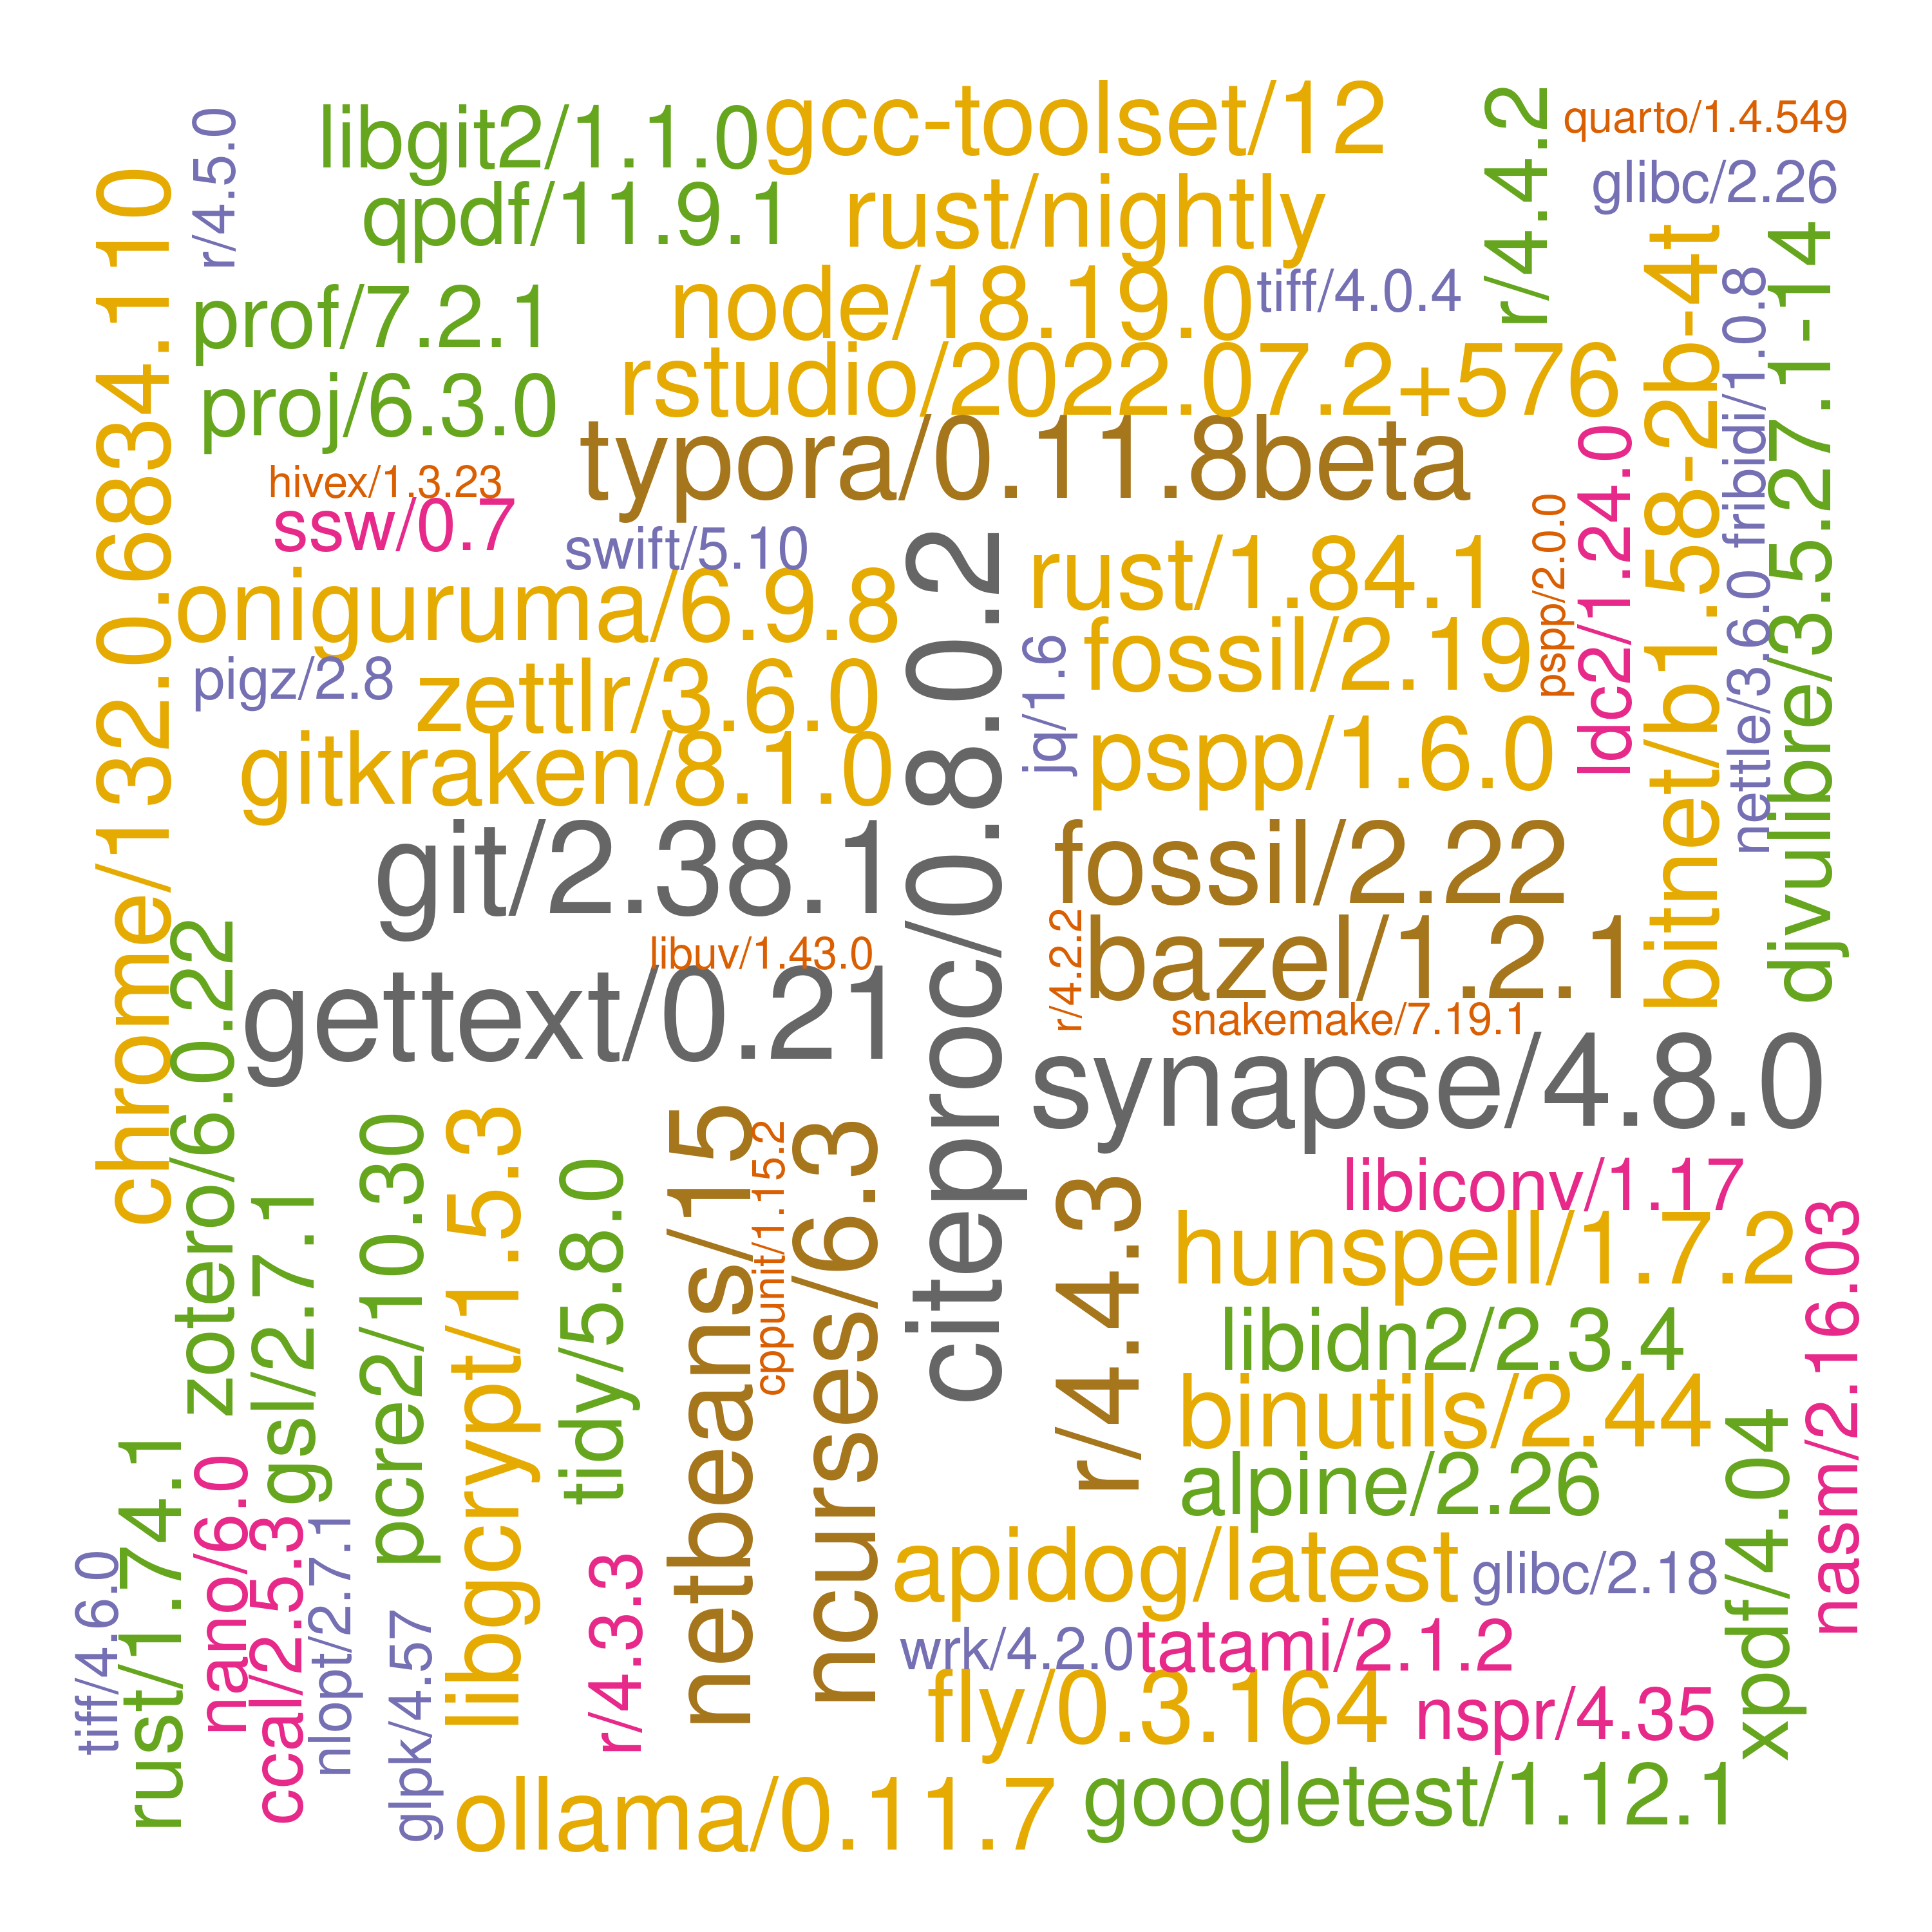 libgit2/1.1.0
gcc-toolset/12
r/4.4.2
quarto/1.4.549
r/4.5.0
glibc/2.26
qpdf/11.9.1
rust/nightly
chrome/132.0.6834.110
prof/7.2.1
node/18.19.0
tiff/4.0.4
bitnet/b1.58-2b-4t
fribidi/1.0.8
djvulibre/3.5.27.1-14
rstudio/2022.07.2+576
proj/6.3.0
typora/0.11.8beta
hivex/1.3.23
ssw/0.7
swift/5.10
citeproc/0.8.0.2
rust/1.84.1
pspp/2.0.0
ldc2/1.24.0
oniguruma/6.9.8
nettle/3.6.0
pigz/2.8
zettlr/3.6.0
jq/1.6
fossil/2.19
gitkraken/8.1.0
pspp/1.6.0
git/2.38.1
fossil/2.22
zotero/6.0.22
libuv/1.43.0
r/4.2.2
bazel/1.2.1
gettext/0.21
snakemake/7.19.1
synapse/4.8.0
gsl/2.7.1
pcre2/10.30
libgcrypt/1.5.3
tidy/5.8.0
netbeans/15
cppunit/1.15.2
ncurses/6.3
r/4.4.3
libiconv/1.17
hunspell/1.7.2
nasm/2.16.03
libidn2/2.3.4
binutils/2.44
alpine/2.26
xpdf/4.04
tiff/4.6.0
rust/1.74.1
nano/6.0
ccal/2.5.3
nlopt/2.7.1
glpk/4.57
r/4.3.3
apidog/latest
glibc/2.18
wrk/4.2.0
tatami/2.1.2
fly/0.3.164
nspr/4.35
ollama/0.11.7
googletest/1.12.1